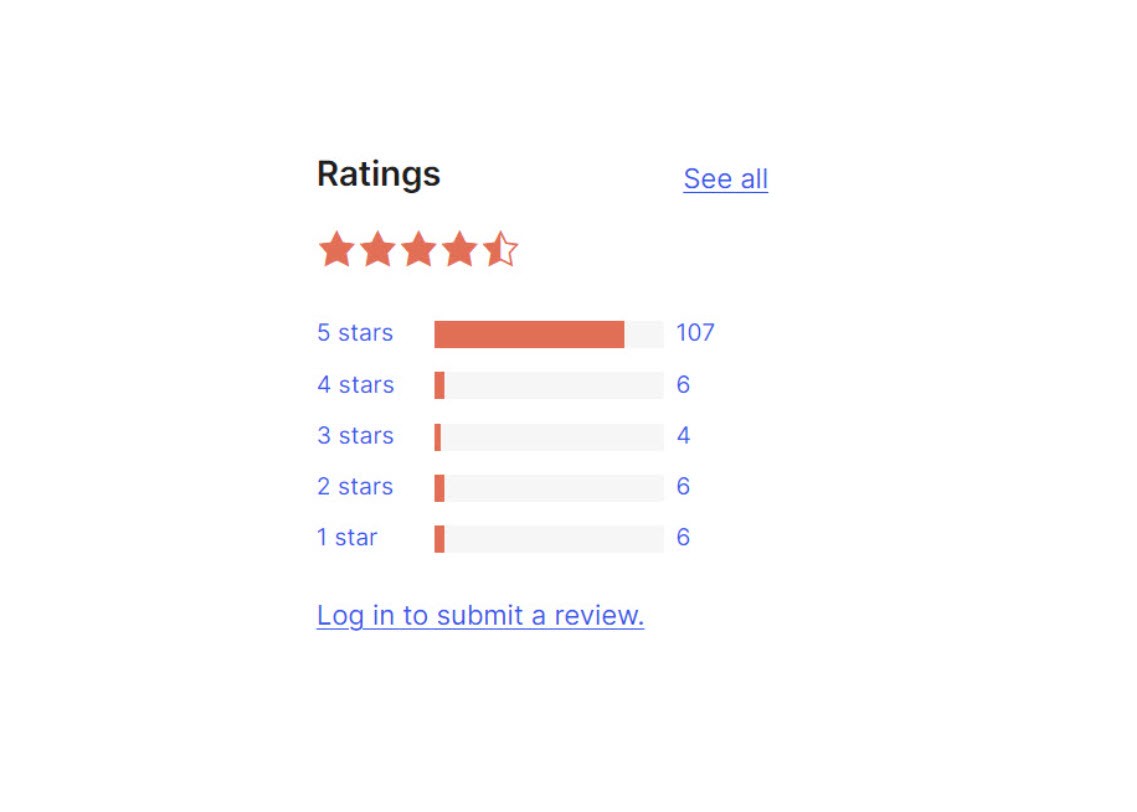 Ratings See all
5 stars 107
4 stars 6
3 stars 4
2 stars 6
1 star 6
Log in to submit a review.